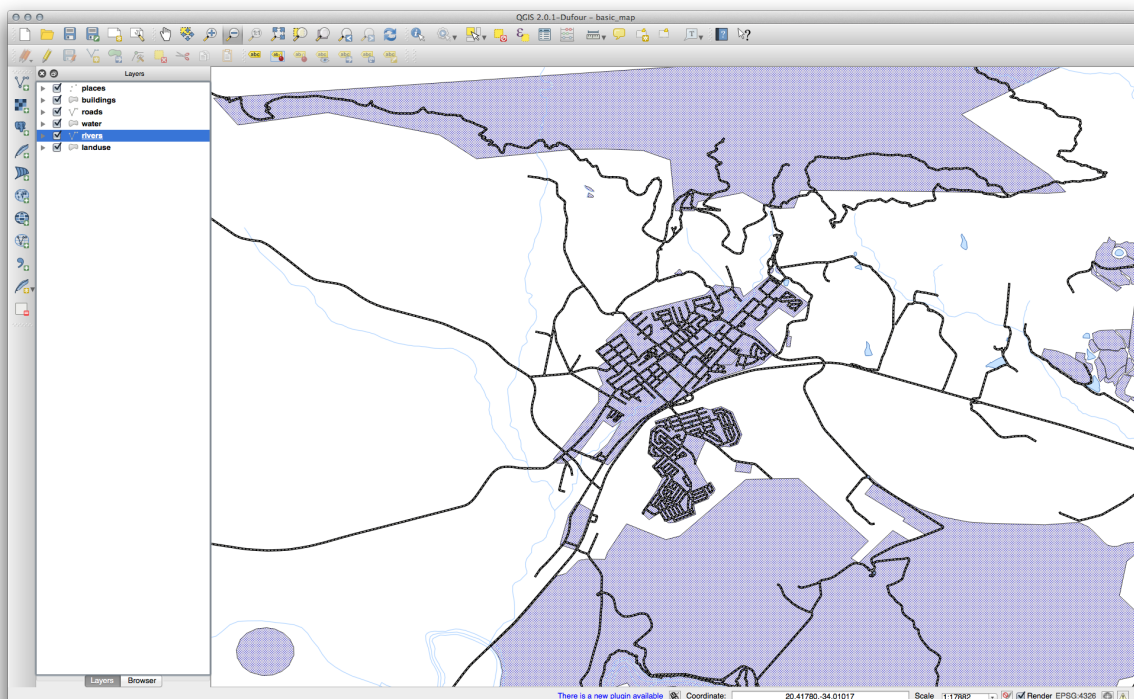 QGIS 2.0.1-Dufour - basic_map
Layers
places
buildings
roads
water
rivers
landuse
Layers Browser
There is a new plugin available Coordinate: 20.41780,-34.01017 Scale 1:17882 Render EPSG:4326